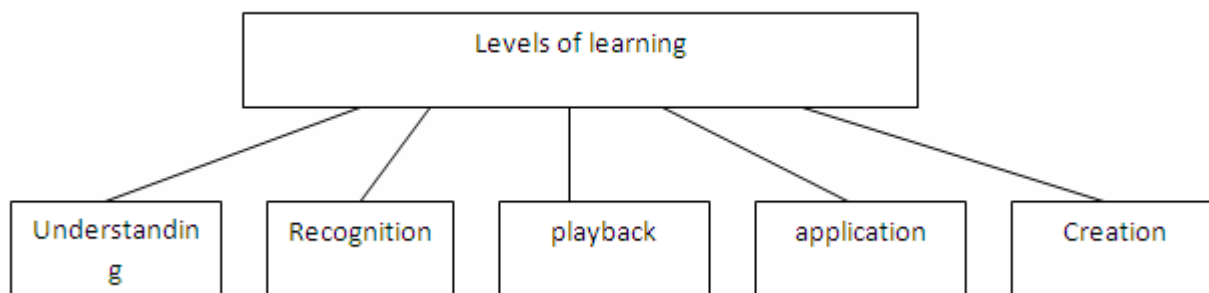 Levels of learning
Understandin
g
Recognition
playback
application
Creation